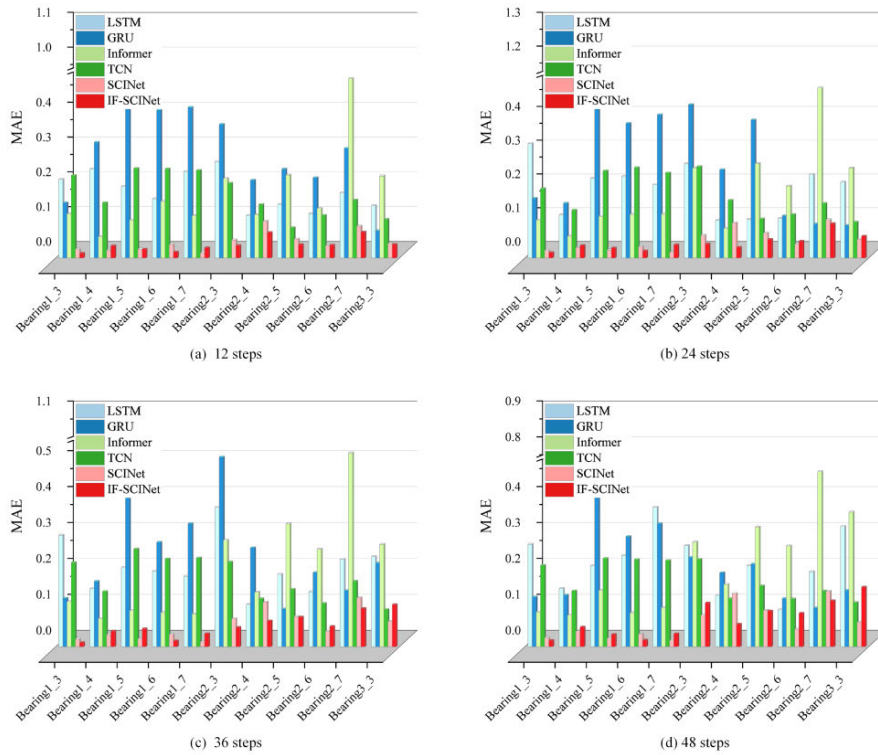 1.1
1.0
0.4
0.3
0.2
0.1
0.0
MAE
LSTM
GRU
Informer
TCN
SCINet
IF-SCINet
Bearing1_3
Bearing1_4
Bearing1_5
Bearing1_6
Bearing1_7
Bearing2_3
Bearing2_4
Bearing2_5
Bearing2_6
Bearing2_7
Bearing3_3
(a) 12 steps
1.3
1.2
0.4
0.3
0.2
0.1
0.0
MAE
LSTM
GRU
Informer
TCN
SCINet
IF-SCINet
Bearing1_3
Bearing1_4
Bearing1_5
Bearing1_6
Bearing1_7
Bearing2_3
Bearing2_4
Bearing2_5
Bearing2_6
Bearing2_7
Bearing3_3
(b) 24 steps
1.1
0.5
0.4
0.3
0.2
0.1
0.0
MAE
LSTM
GRU
Informer
TCN
SCINet
IF-SCINet
Bearing1_3
Bearing1_4
Bearing1_5
Bearing1_6
Bearing1_7
Bearing2_3
Bearing2_4
Bearing2_5
Bearing2_6
Bearing2_7
Bearing3_3
(c) 36 steps
0.9
0.8
0.4
0.3
0.2
0.1
0.0
MAE
LSTM
GRU
Informer
TCN
SCINet
IF-SCINet
Bearing1_3
Bearing1_4
Bearing1_5
Bearing1_6
Bearing1_7
Bearing2_3
Bearing2_4
Bearing2_5
Bearing2_6
Bearing2_7
Bearing3_3
(d) 48 steps